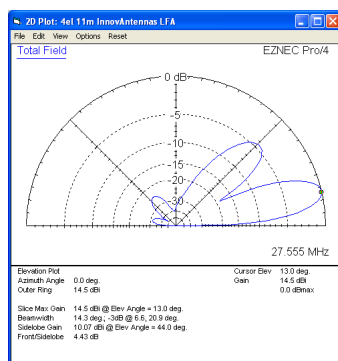 2D Plot: 4el 11m InnovAntennas LFA
File Edit View Options Reset
Total Field
EZNEC Pro/4
0 dB
-5
-10
-15
-20
-30
27.555 MHz
Elevation Plot
Azimuth Angle 0.0 deg.
Outer Ring 14.5 dBi
Cursor Elev 13.0 deg.
Gain 14.5 dBi
0.0 dBmax
Slice Max Gain 14.5 dBi @ Elev Angle = 13.0 deg.
Beamwidth 14.3 deg.; -3dB @ 6.6, 20.9 deg.
Sidelobe Gain 10.07 dBi @ Elev Angle = 44.0 deg.
Front/Sidelobe 4.43 dB